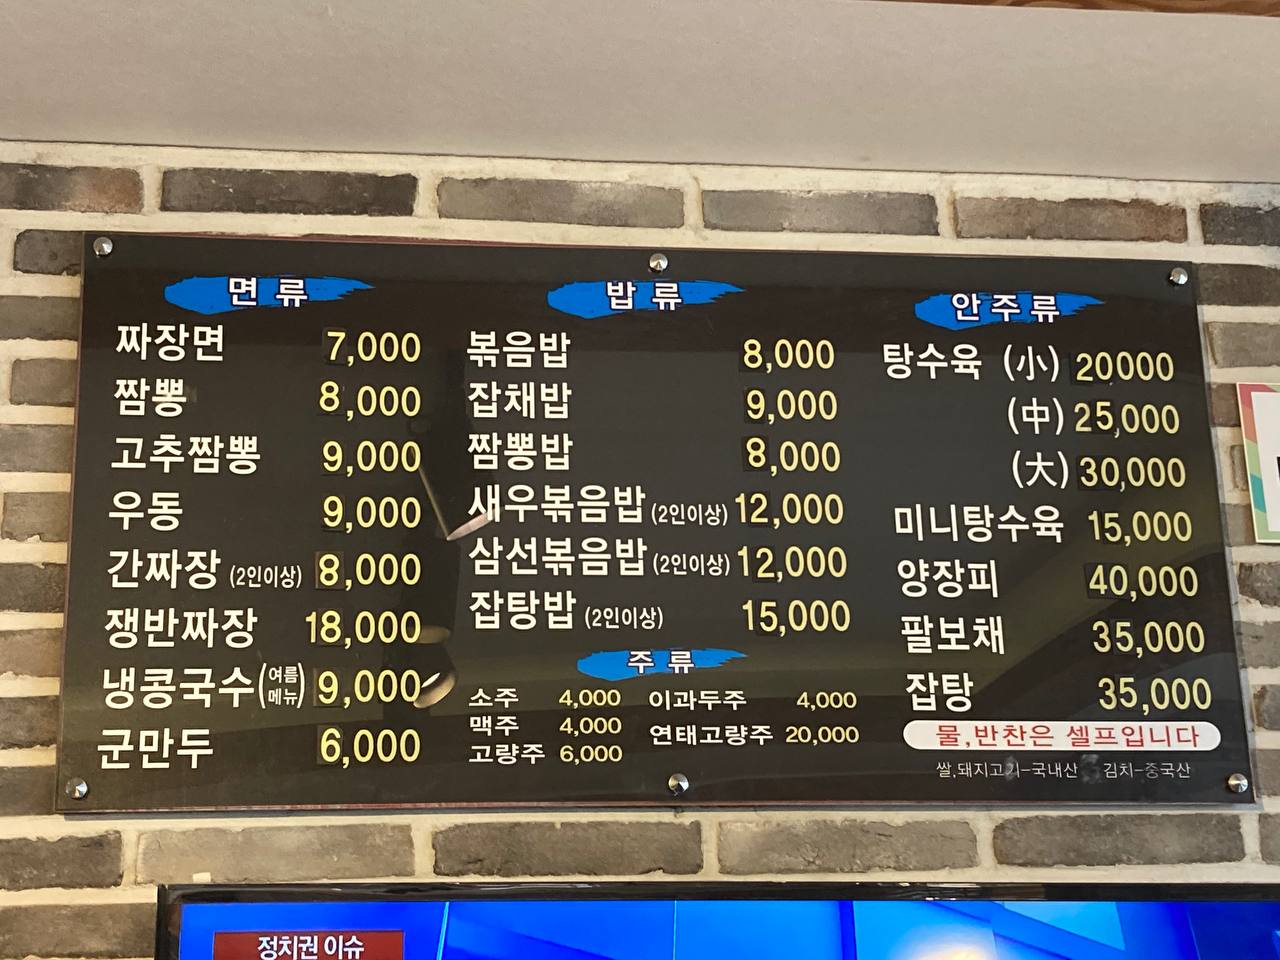 면 류
짜장면 7,000
짬뽕 8,000
고추짬뽕 9,000
우동 9,000
간짜장 (2인이상) 8,000
쟁반짜장 18,000
냉콩국수(여름메뉴) 9,000
군만두 6,000
밥 류
볶음밥 8,000
잡채밥 9,000
짬뽕밥 8,000
새우볶음밥 (2인이상) 12,000
삼선볶음밥 (2인이상) 12,000
잡탕밥 (2인이상) 15,000
주 류
소주 4,000 이과두주 4,000
맥주 4,000
연태고량주 20,000
고량주 6,000
안 주 류
탕수육 (小) 20000
(中) 25,000
(大) 30,000
미니탕수육 15,000
양장피 40,000
팔보채 35,000
잡탕 35,000
물,반찬은 셀프입니다
쌀,돼지고기-국내산 김치-중국산
정치권 이슈